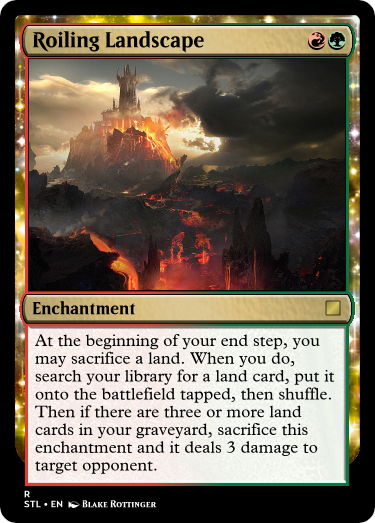 Roiling Landscape
Enchantment
At the beginning of your end step, you
may sacrifice a land. When you do,
search your library for a land card, put it
onto the battlefield tapped, then shuffle.
Then if there are three or more land
cards in your graveyard, sacrifice this
enchantment and it deals 3 damage to
target opponent.
R
STL • EN Blake Rottinger